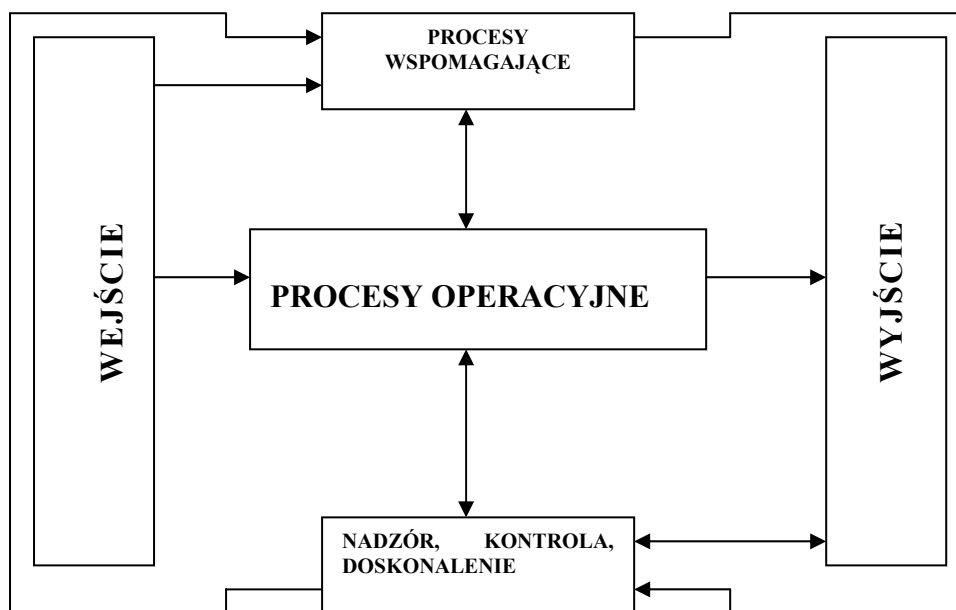 PROCESY
WSPOMAGAJĄCE
WEJŚCIE
PROCESY OPERACYJNE
WYJŚCIE
NADZÓR, KONTROLA,
DOSKONALENIE